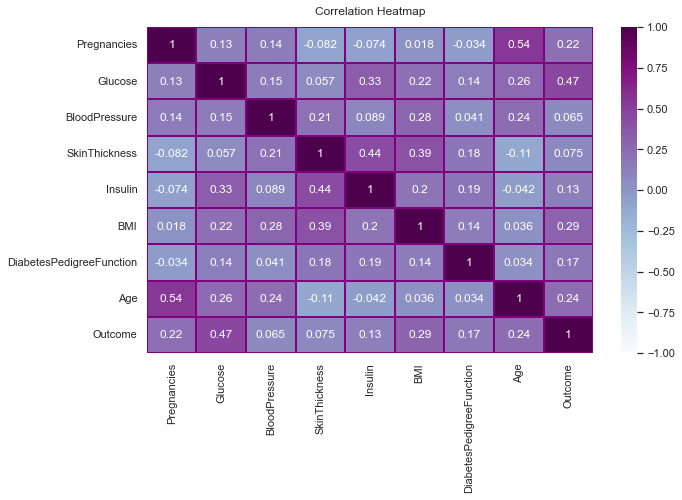 Correlation Heatmap
Pregnancies 1 0.13 0.14 -0.082 -0.074 0.018 -0.034 0.54 0.22
Glucose 0.13 1 0.15 0.057 0.33 0.22 0.14 0.26 0.47
BloodPressure 0.14 0.15 1 0.21 0.089 0.28 0.041 0.24 0.065
SkinThickness -0.082 0.057 0.21 1 0.44 0.39 0.18 -0.11 0.075
Insulin -0.074 0.33 0.089 0.44 1 0.2 0.19 -0.042 0.13
BMI 0.018 0.22 0.28 0.39 0.2 1 0.14 0.036 0.29
DiabetesPedigreeFunction -0.034 0.14 0.041 0.18 0.19 0.14 1 0.034 0.17
Age 0.54 0.26 0.24 -0.11 -0.042 0.036 0.034 1 0.24
Outcome 0.22 0.47 0.065 0.075 0.13 0.29 0.17 0.24 1
Pregnancies
Glucose
BloodPressure
SkinThickness
Insulin
BMI
DiabetesPedigreeFunction
Age
Outcome
1.00
0.75
0.50
0.25
0.00
−0.25
−0.50
−0.75
−1.00